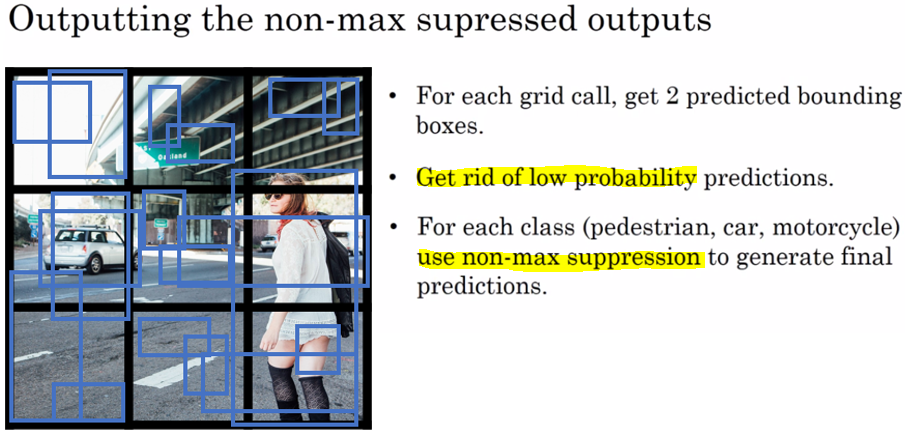 Outputting the non-max supressed outputs
• For each grid call, get 2 predicted bounding
boxes.
• Get rid of low probability predictions.
• For each class (pedestrian, car, motorcycle)
use non-max suppression to generate final
predictions.
Oakland